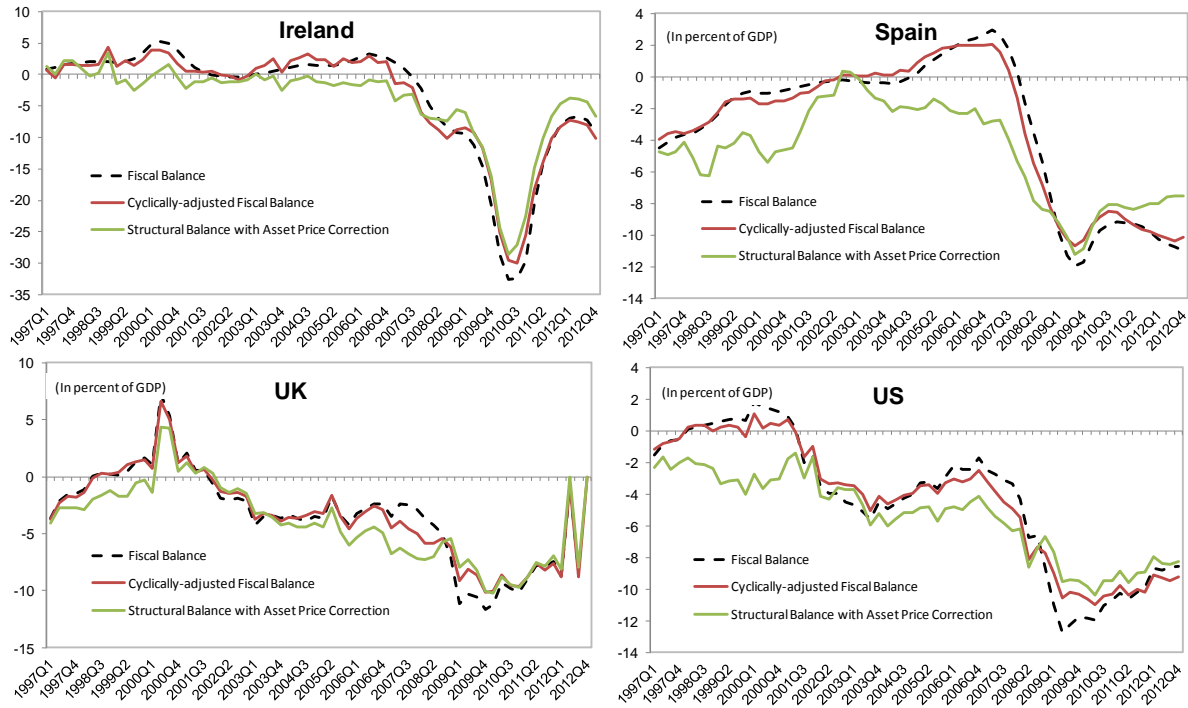 Ireland
10
5
0
-5
-10
-15
-20
-25
-30
-35
Fiscal Balance
Cyclically-adjusted Fiscal Balance
Structural Balance with Asset Price Correction
1997Q1
1997Q4
1998Q3
1999Q2
2000Q1
2000Q4
2001Q3
2002Q2
2003Q1
2003Q4
2004Q3
2005Q2
2006Q1
2006Q4
2007Q3
2008Q2
2009Q1
2009Q4
2010Q3
2011Q2
2012Q1
2012Q4
Spain
(In percent of GDP)
4
2
0
-2
-4
-6
-8
-10
-12
-14
Fiscal Balance
Cyclically-adjusted Fiscal Balance
Structural Balance with Asset Price Correction
1997Q1
1997Q4
1998Q3
1999Q2
2000Q1
2000Q4
2001Q3
2002Q2
2003Q1
2003Q4
2004Q3
2005Q2
2006Q1
2006Q4
2007Q3
2008Q2
2009Q1
2009Q4
2010Q3
2011Q2
2012Q1
2012Q4
UK
(In percent of GDP)
10
5
0
-5
-10
-15
Fiscal Balance
Cyclically-adjusted Fiscal Balance
Structural Balance with Asset Price Correction
1997Q1
1997Q4
1998Q3
1999Q2
2000Q1
2000Q4
2001Q3
2002Q2
2003Q1
2003Q4
2004Q3
2005Q2
2006Q1
2006Q4
2007Q3
2008Q2
2009Q1
2009Q4
2010Q3
2011Q2
2012Q1
2012Q4
US
(In percent of GDP)
4
2
0
-2
-4
-6
-8
-10
-12
-14
Fiscal Balance
Cyclically-adjusted Fiscal Balance
Structural Balance with Asset Price Correction
1997Q1
1997Q4
1998Q3
1999Q2
2000Q1
2000Q4
2001Q3
2002Q2
2003Q1
2003Q4
2004Q3
2005Q2
2006Q1
2006Q4
2007Q3
2008Q2
2009Q1
2009Q4
2010Q3
2011Q2
2012Q1
2012Q4